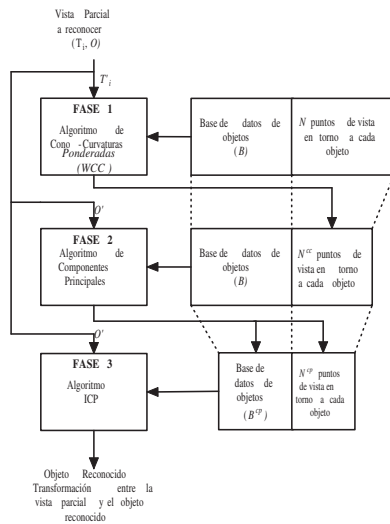 Vista Parcial
a reconocer
(Ti, O)
T'i
FASE 1
Algoritmo de
Cono -Curvaturas
Ponderadas
(WCC )
Base de datos de
objetos
(B)
N puntos de vista
en torno a cada
objeto
O'
FASE 2
Algoritmo de
Componentes
Principales
Base de datos de
objetos
(B)
N^cc puntos de
vista en torno
a cada objeto
O'
FASE 3
Algoritmo
ICP
Base de
datos de
objetos
(B^cp)
N^cp puntos
de vista en
torno a cada
objeto
Objeto Reconocido
Transformación entre la
vista parcial y el objeto
reconocido